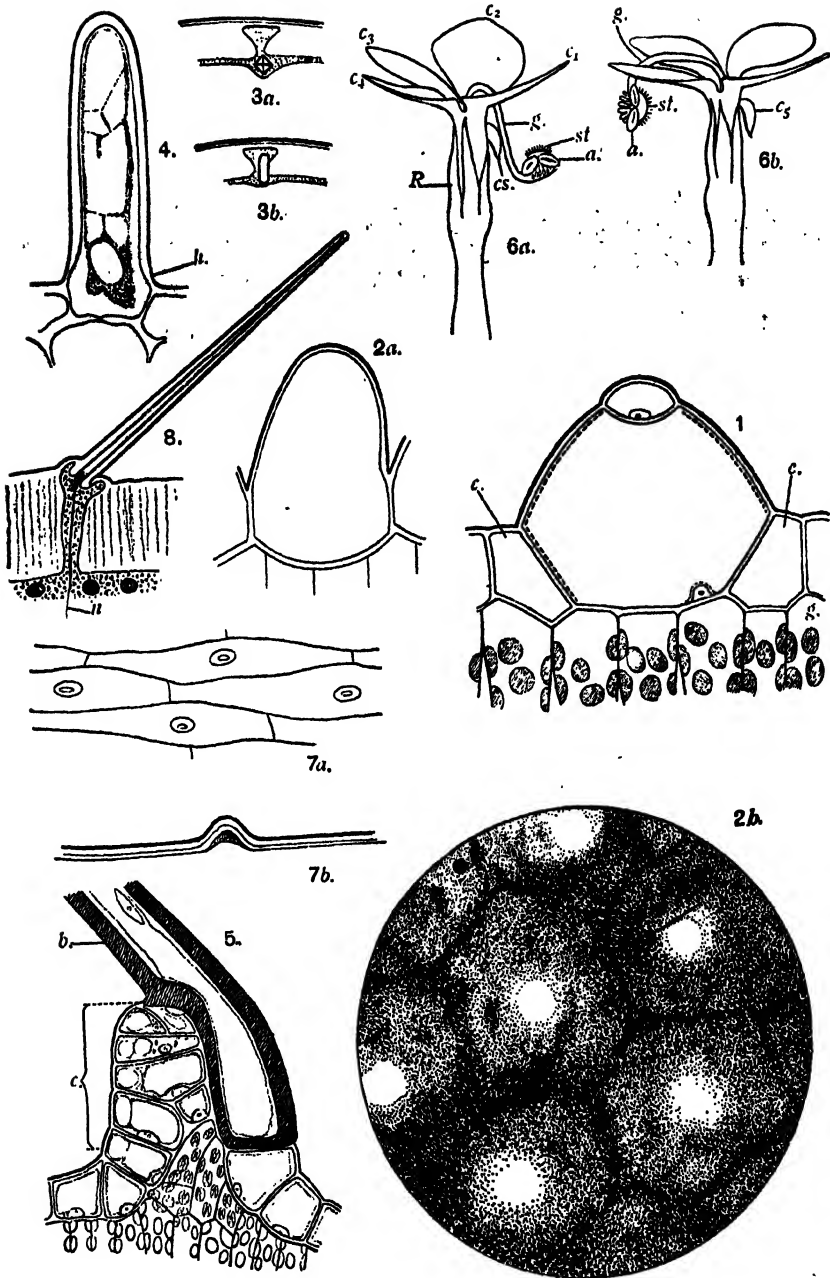 c₂
c₃
c₁
c₄
g.
st
a.
R
cs.
6a.
g.
st.
a.
c₅
6b.
3a.
3b.
4.
h.
2a.
8.
n
1
c.
c.
g.
7a.
7b.
2b.
b.
5.
c.